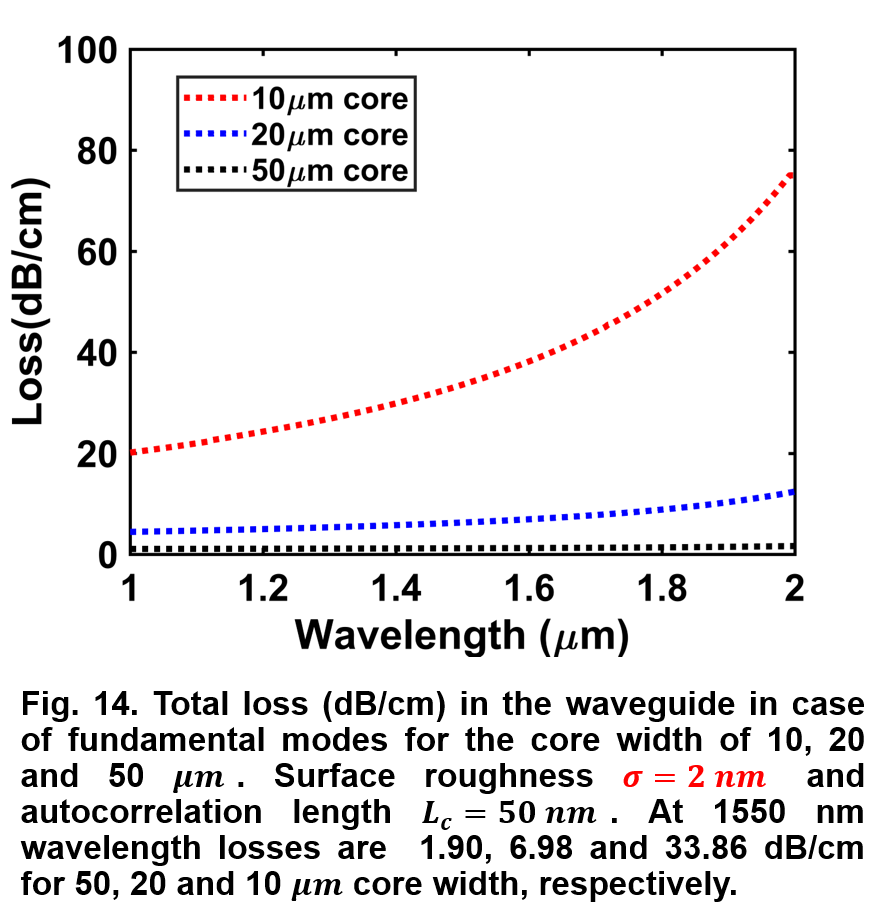 100
80
60
40
20
0
Loss(dB/cm)
10μm core
20μm core
50μm core
1 1.2 1.4 1.6 1.8 2
Wavelength (μm)
Fig. 14. Total loss (dB/cm) in the waveguide in case
of fundamental modes for the core width of 10, 20
and 50 μm . Surface roughness σ = 2 nm and
autocorrelation length L_c = 50 nm . At 1550 nm
wavelength losses are 1.90, 6.98 and 33.86 dB/cm
for 50, 20 and 10 μm core width, respectively.